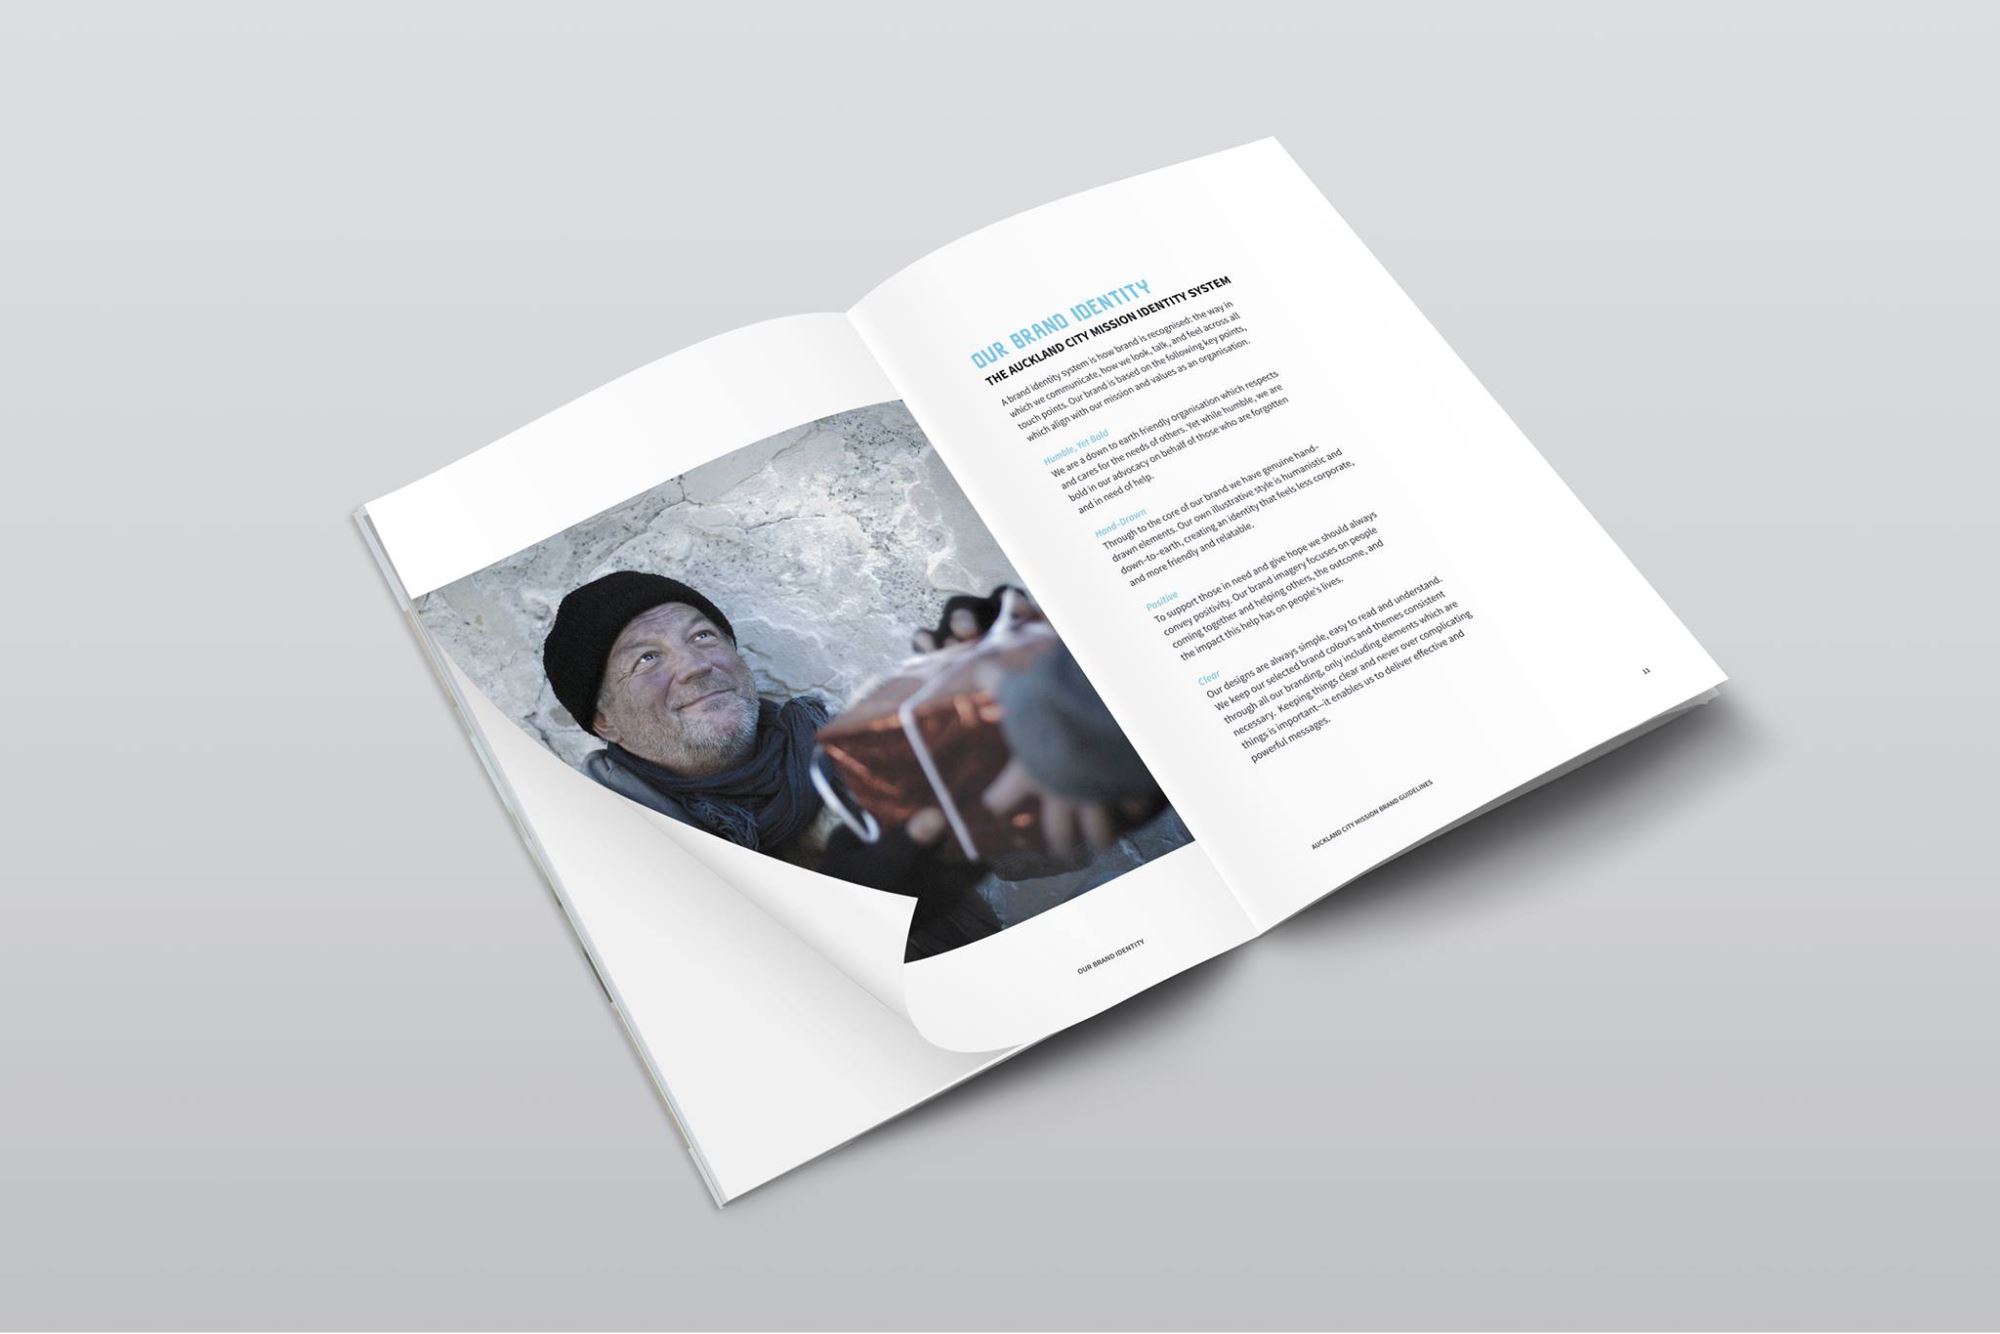 OUR BRAND IDENTITY
OUR BRAND IDENTITY
THE AUCKLAND CITY MISSION IDENTITY SYSTEM
A brand identity system is how brand is recognised: the way in
which we communicate, how we look, talk, and feel across all
touch points. Our brand is based on the following key points,
which align with our mission and values as an organisation.
Humble, Yet Bold
We are a down to earth friendly organisation which respects
and cares for the needs of others. Yet while humble, we are
bold in our advocacy on behalf of those who are forgotten
and in need of help.
Hand-Drawn
Through to the core of our brand we have genuine hand-
drawn elements. Our own illustrative style is humanistic and
down-to-earth, creating an identity that feels less corporate,
and more friendly and relatable.
Positive
To support those in need and give hope we should always
convey positivity. Our brand imagery focuses on people
coming together and helping others, the outcome, and
the impact this help has on people's lives.
Clear
Our designs are always simple, easy to read and understand.
We keep our selected brand colours and themes consistent
through all our branding, only including elements which are
necessary. Keeping things clear and never over complicating
things is important—it enables us to deliver effective and
powerful messages.
AUCKLAND CITY MISSION BRAND GUIDELINES
11